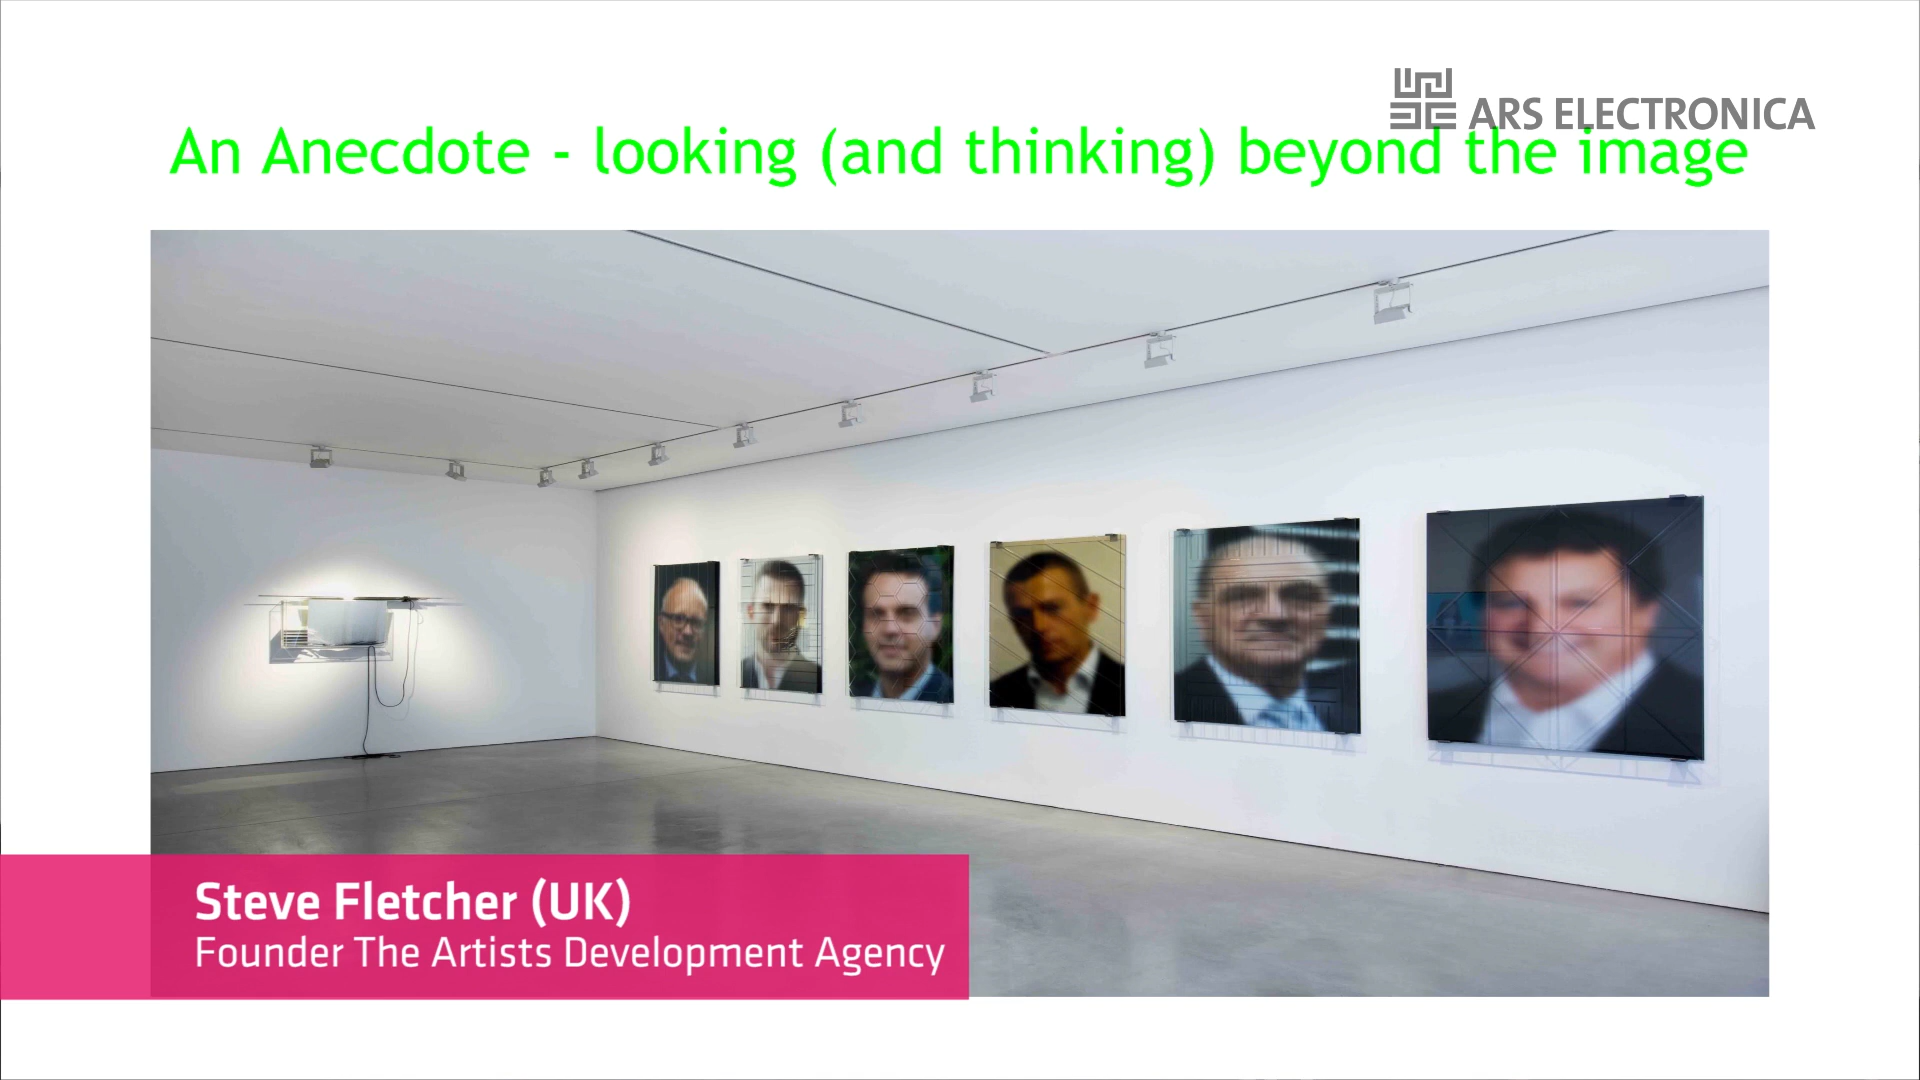 ARS ELECTRONICA
An Anecdote - looking (and thinking) beyond the image
Steve Fletcher (UK)
Founder The Artists Development Agency